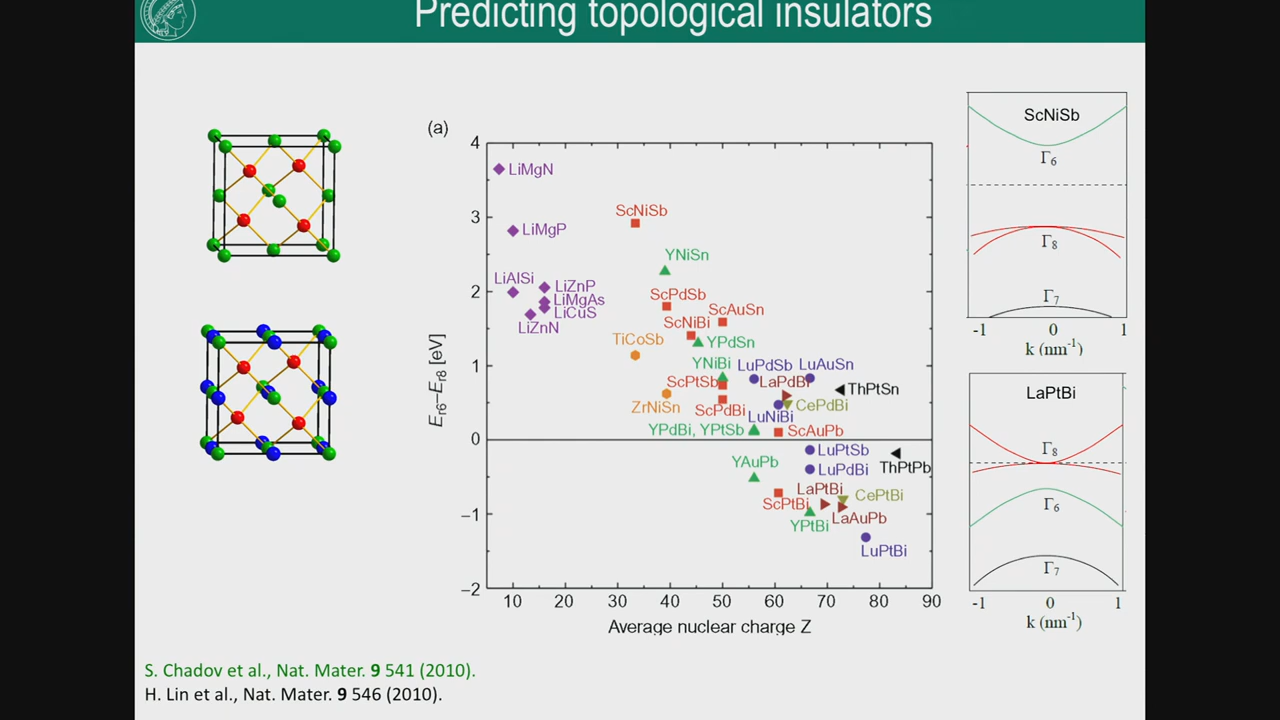 Predicting topological insulators
(a)
4
3
2
1
0
−1
−2
E_Γ6–E_Γ8 [eV]
LiMgN
ScNiSb
LiMgP
YNiSn
LiAlSi
LiZnP
LiMgAs
LiCuS
LiZnN
ScPdSb
ScAuSn
ScNiBi
TiCoSb
YPdSn
YNiBi
LuPdSb
LuAuSn
ScPtSb
LaPdBi
ThPtSn
ZrNiSn
ScPdBi
CePdBi
LuNiBi
YPdBi, YPtSb
ScAuPb
LuPtSb
YAuPb
LuPdBi
ThPtPb
LaPtBi
CePtBi
ScPtBi
LaAuPb
YPtBi
LuPtBi
10 20 30 40 50 60 70 80 90
Average nuclear charge Z
ScNiSb
Γ6
Γ8
Γ7
-1 0 1
k (nm-1)
LaPtBi
Γ8
Γ6
Γ7
-1 0 1
k (nm-1)
S. Chadov et al., Nat. Mater. 9 541 (2010).
H. Lin et al., Nat. Mater. 9 546 (2010).